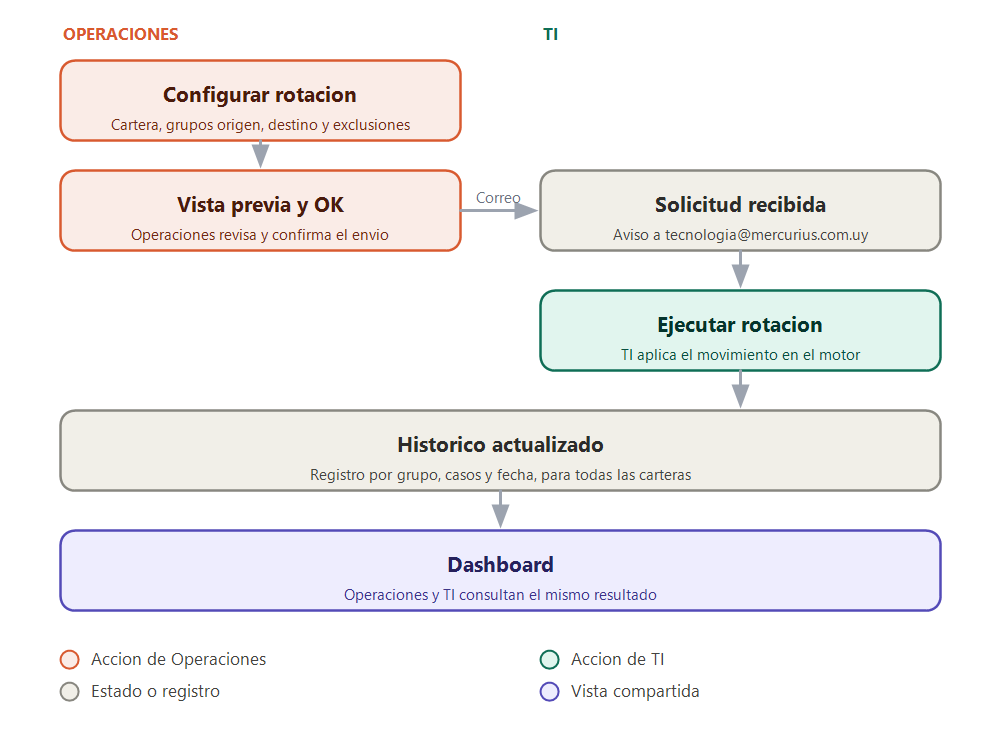 OPERACIONES
TI
Configurar rotacion
Cartera, grupos origen, destino y exclusiones
Vista previa y OK
Operaciones revisa y confirma el envio
Correo
Solicitud recibida
Aviso a tecnologia@mercurius.com.uy
Ejecutar rotacion
TI aplica el movimiento en el motor
Historico actualizado
Registro por grupo, casos y fecha, para todas las carteras
Dashboard
Operaciones y TI consultan el mismo resultado
Accion de Operaciones
Accion de TI
Estado o registro
Vista compartida